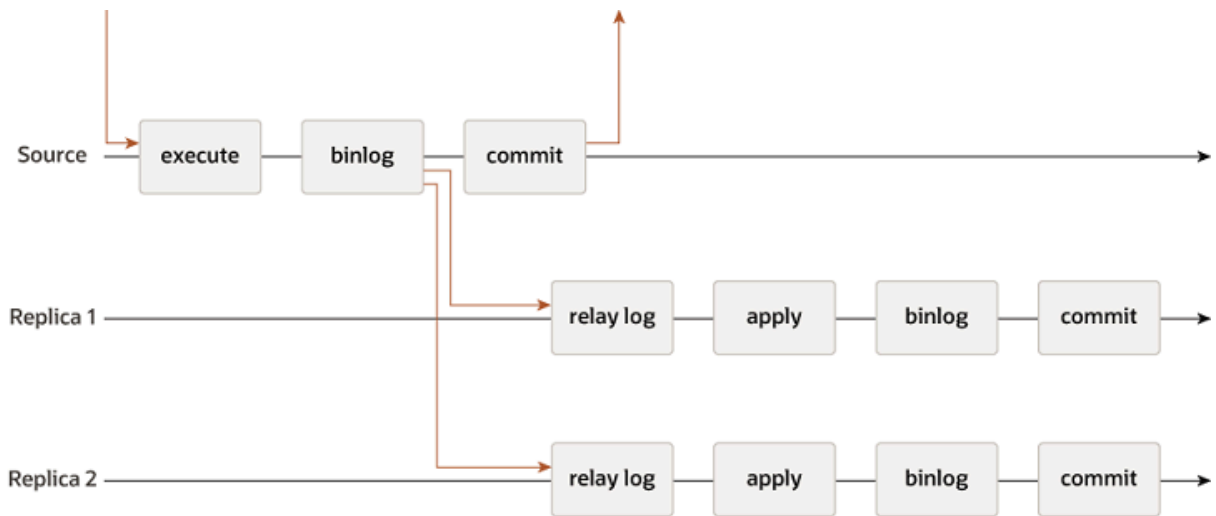 Source execute binlog commit
Replica 1 relay log apply binlog commit
Replica 2 relay log apply binlog commit